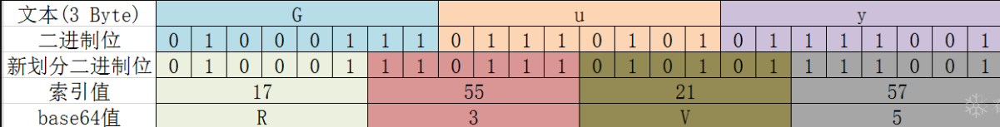 文本(3 Byte) G u y
二进制位 0 1 0 0 0 1 1 1 0 1 1 1 0 1 0 1 0 1 1 1 1 0 0 1
新划分二进制位 0 1 0 0 0 1 1 1 0 1 1 1 0 1 0 1 0 1 1 1 1 0 0 1
索引值 17 55 21 57
base64值 R 3 V 5